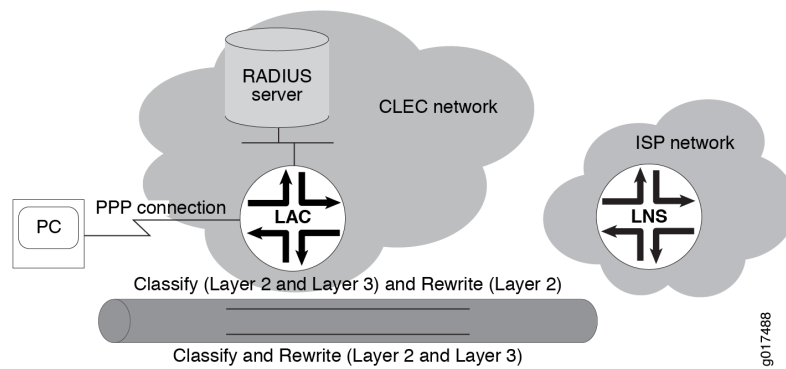 RADIUS
server
CLEC network
ISP network
PPP connection
PC
LAC
LNS
Classify (Layer 2 and Layer 3) and Rewrite (Layer 2)
Classify and Rewrite (Layer 2 and Layer 3)
g017488